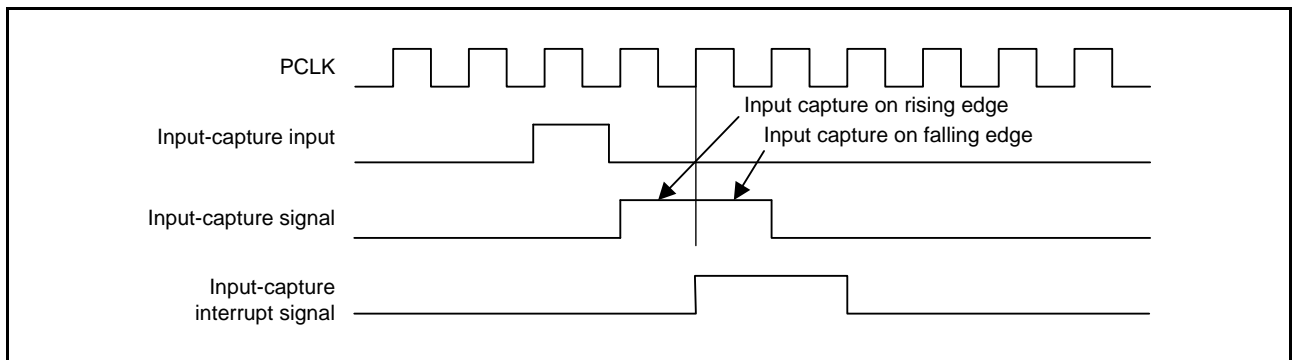 PCLK
Input capture on rising edge
Input-capture input
Input capture on falling edge
Input-capture signal
Input-capture
interrupt signal